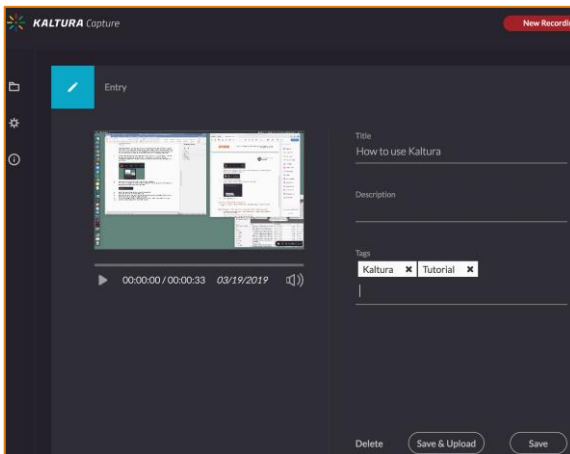 KALTURA Capture
New Recordin
Entry
Title
How to use Kaltura
Description
Tags
Kaltura ✖ Tutorial ✖
00:00:00 / 00:00:33 03/19/2019
Delete Save & Upload Save